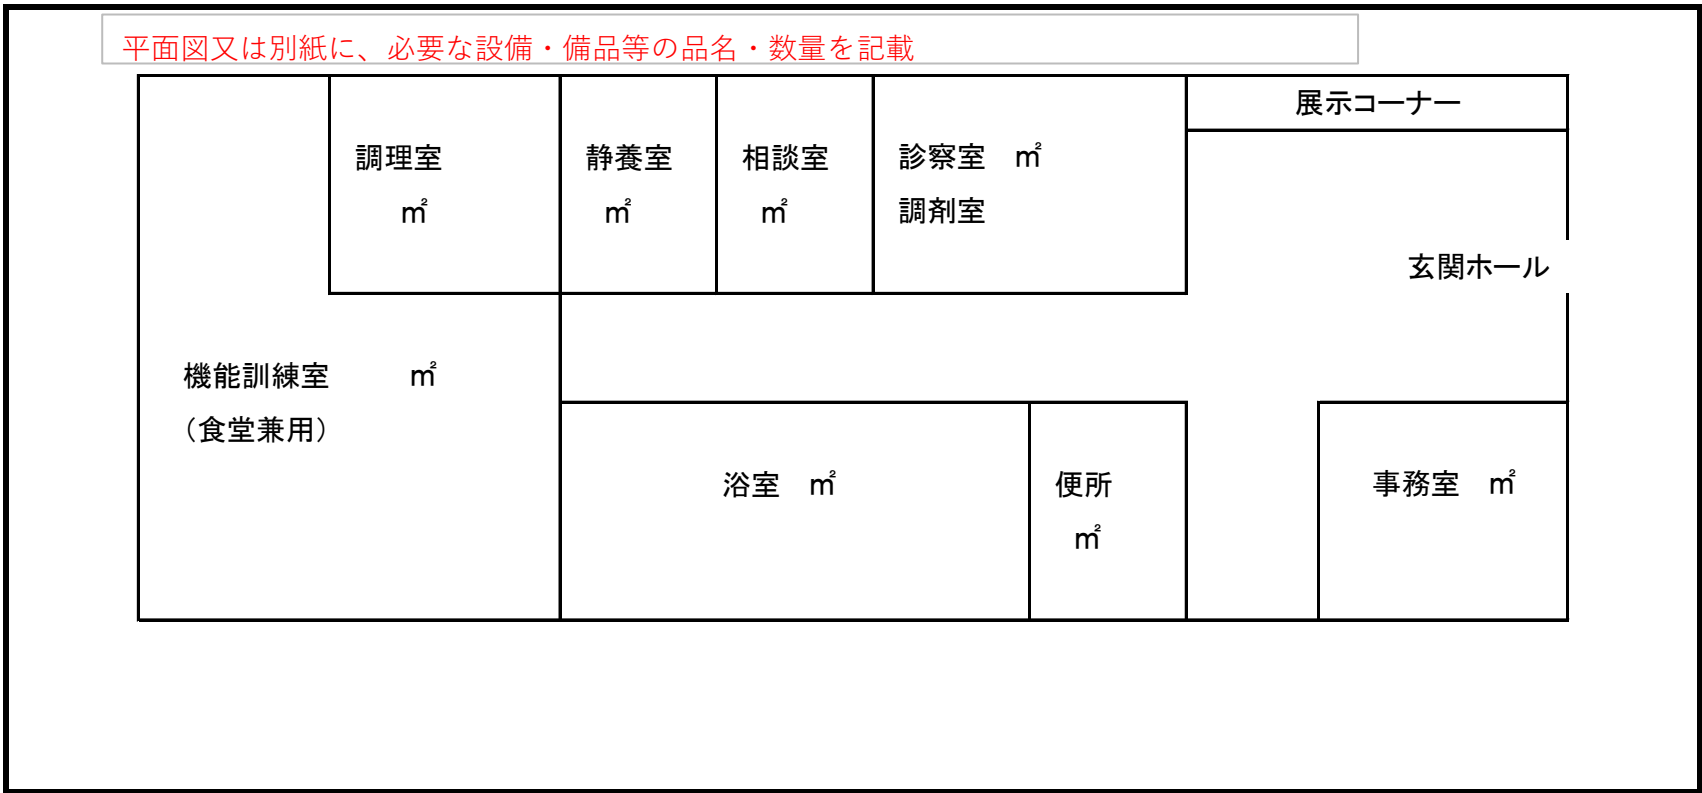 平面図又は別紙に、必要な設備・備品等の品名・数量を記載
展示コーナー
調理室
㎡
静養室
㎡
相談室
㎡
診察室　㎡
調剤室
玄関ホール
機能訓練室　　　㎡
（食堂兼用）
浴室　㎡
便所
㎡
事務室　㎡